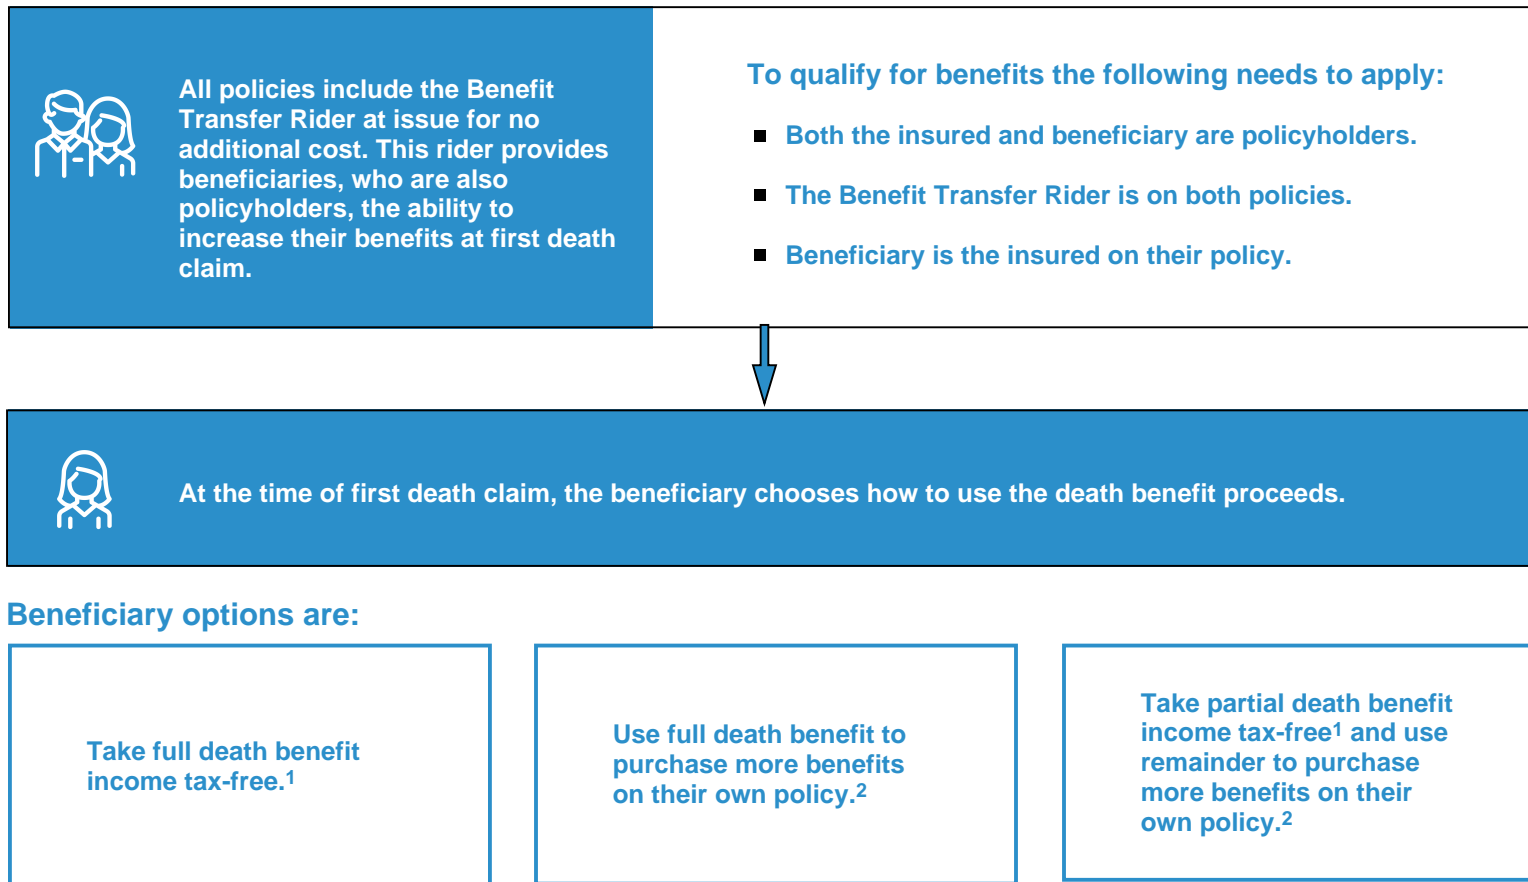 All policies include the Benefit
Transfer Rider at issue for no
additional cost. This rider provides
beneficiaries, who are also
policyholders, the ability to
increase their benefits at first death
claim.
To qualify for benefits the following needs to apply:
▪ Both the insured and beneficiary are policyholders.
▪ The Benefit Transfer Rider is on both policies.
▪ Beneficiary is the insured on their policy.
At the time of first death claim, the beneficiary chooses how to use the death benefit proceeds.
Beneficiary options are:
Take full death benefit
income tax-free.1
Use full death benefit to
purchase more benefits
on their own policy.2
Take partial death benefit
income tax-free1 and use
remainder to purchase
more benefits on their
own policy.2